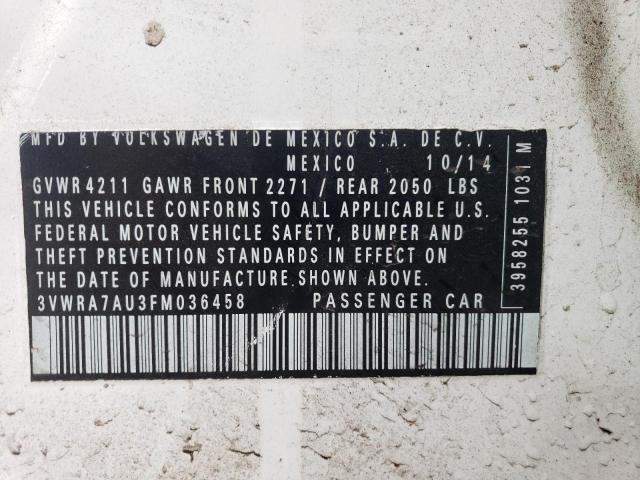 MFD BY VOLKSWAGEN DE MEXICO S.A. DE C.V.
MEXICO 10/14
GVWR 4211 GAWR FRONT 2271 / REAR 2050 LBS
THIS VEHICLE CONFORMS TO ALL APPLICABLE U.S.
FEDERAL MOTOR VEHICLE SAFETY, BUMPER AND
THEFT PREVENTION STANDARDS IN EFFECT ON
THE DATE OF MANUFACTURE SHOWN ABOVE.
3VWRA7AU3FM036458 PASSENGER CAR
3958255 1031 M